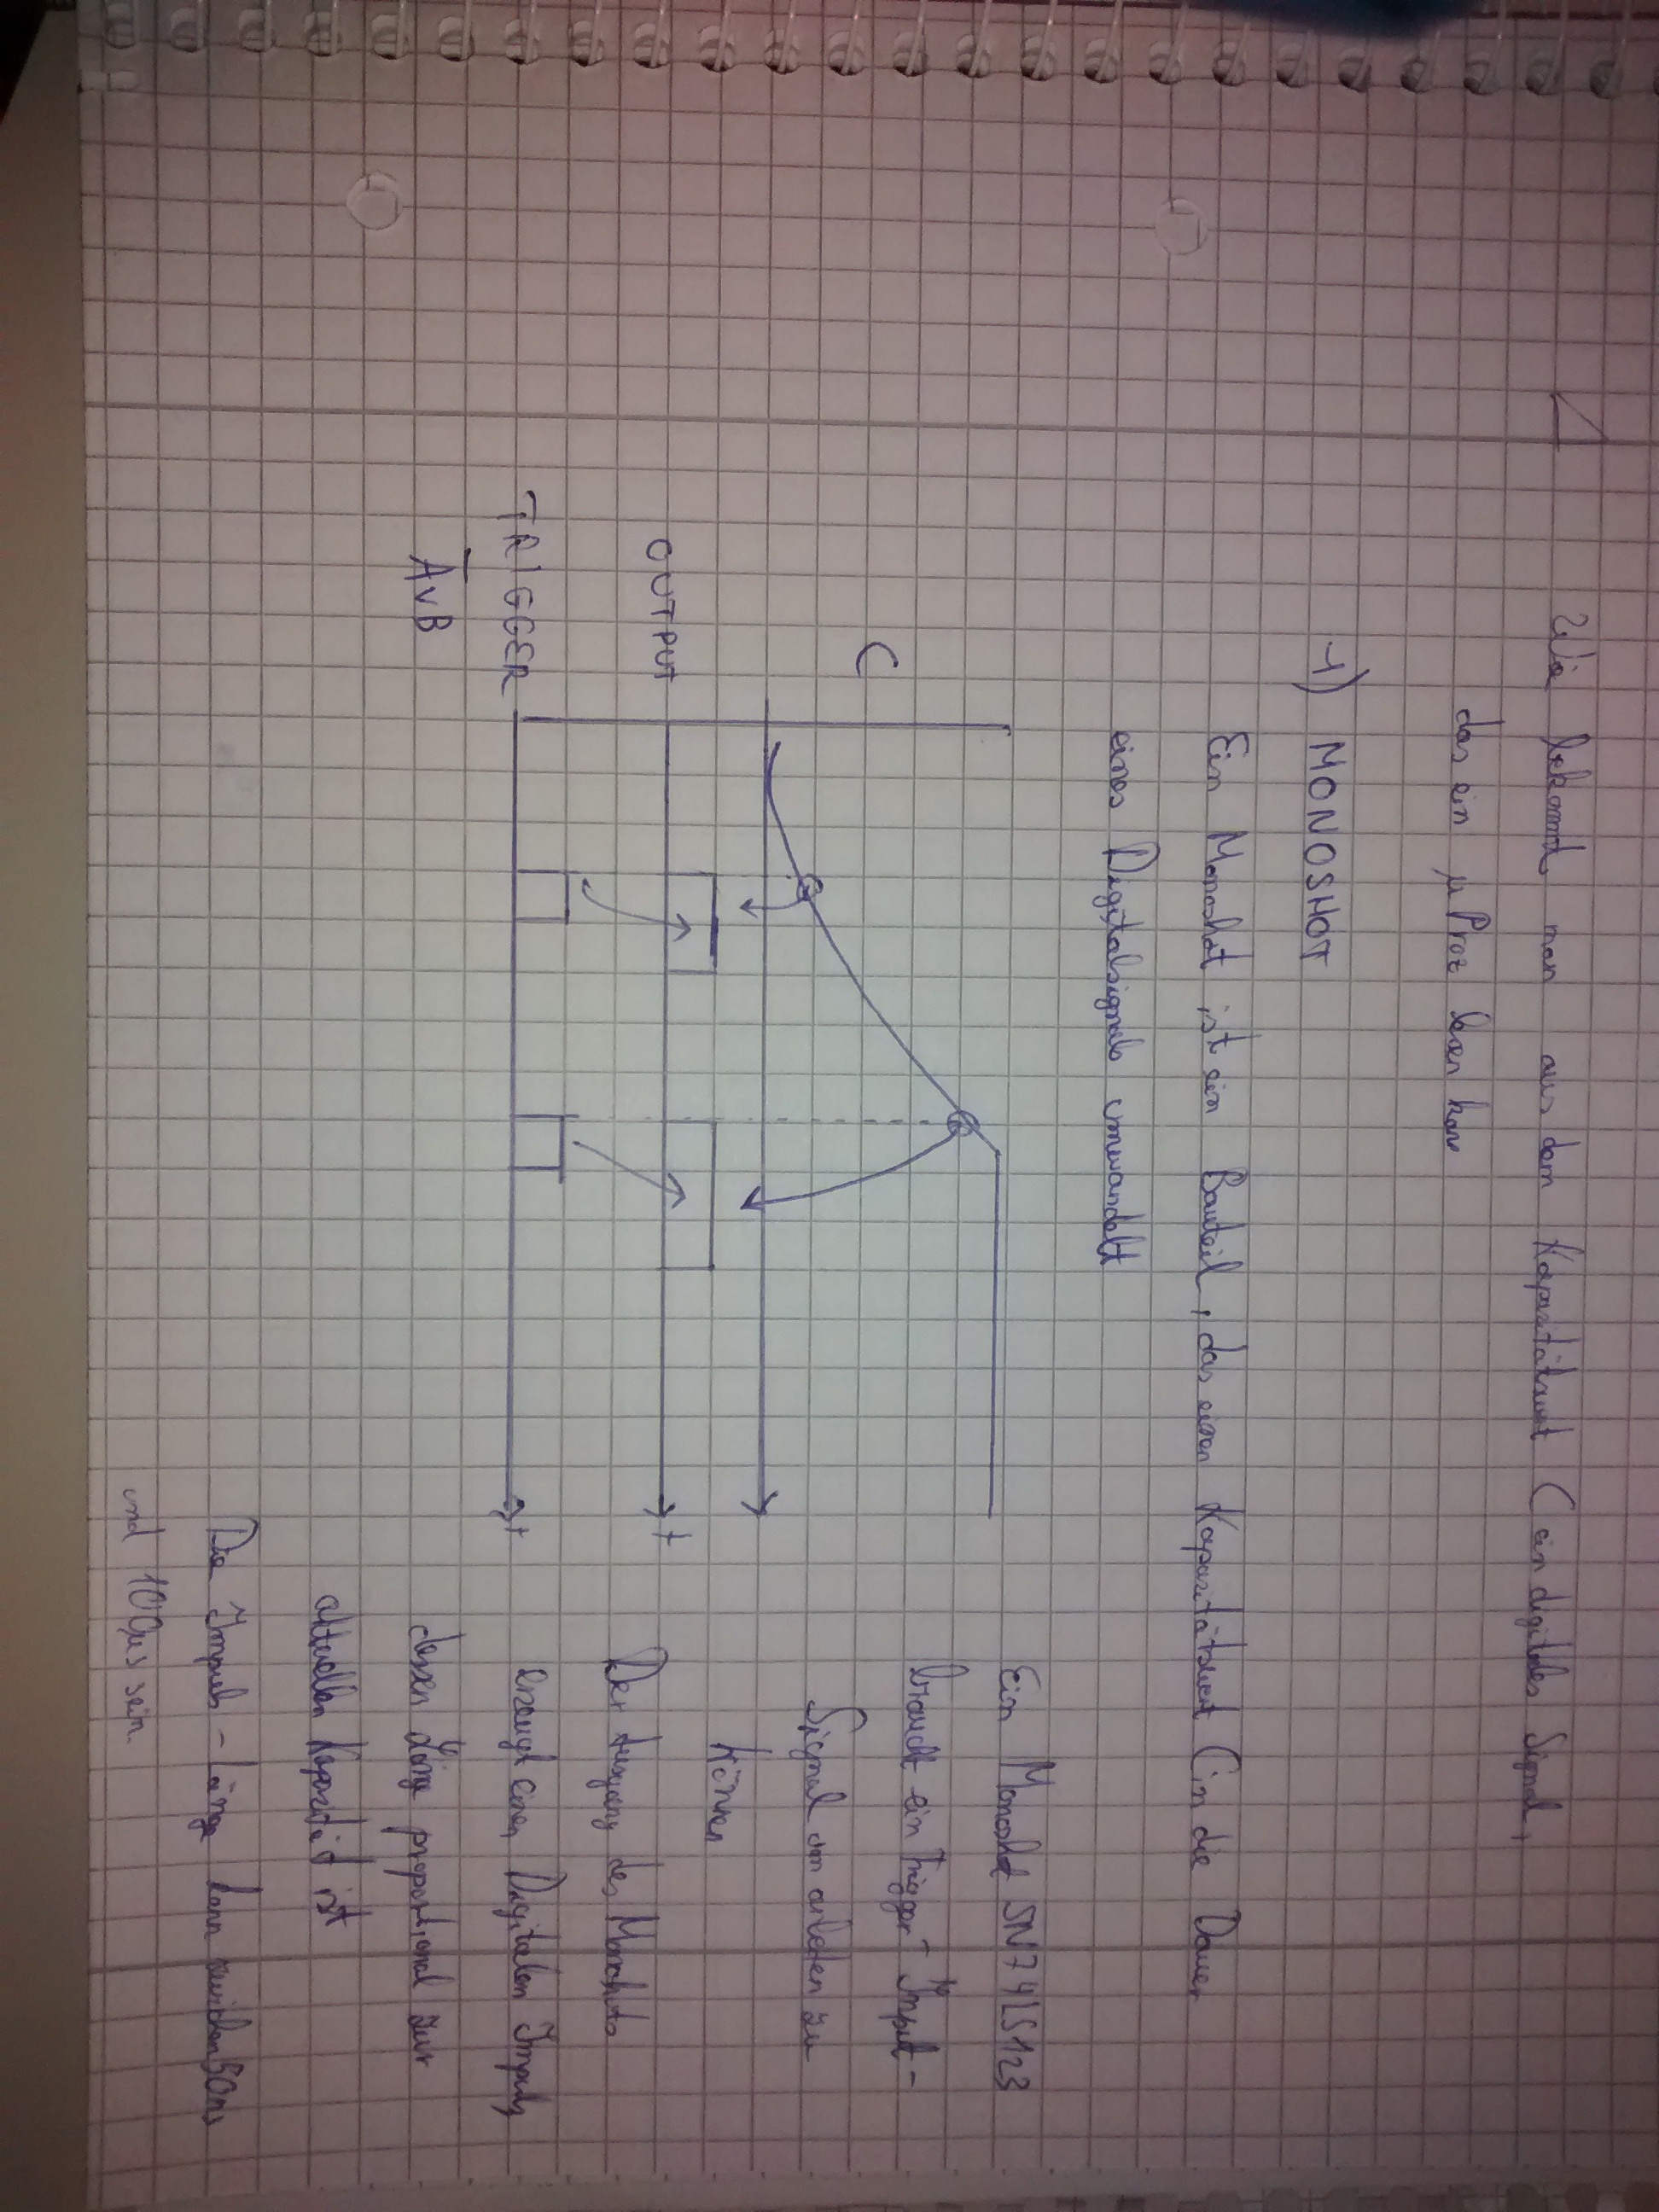 Wie bekommt man aus dem Kapazitätswert C ein digitales Signal,
das ein µProz lesen kann
1) MONOSHOT
Ein Monoshot ist ein Bauteil, das einen Kapazitätswert C in die Dauer
eines Digitalsignals umwandelt
C
OUTPUT
t
TRIGGER
t
A̅vB
Ein Monoshot SN74LS123
braucht ein Trigger-Input-
Signal um arbeiten zu
können
Der Ausgang des Monoshots
erzeugt einen Digitalen Impuls
dessen Länge proportional zur
aktuellen Kapazität ist
Die Impuls-Länge kann zwischen 50ns
und 100µs sein.